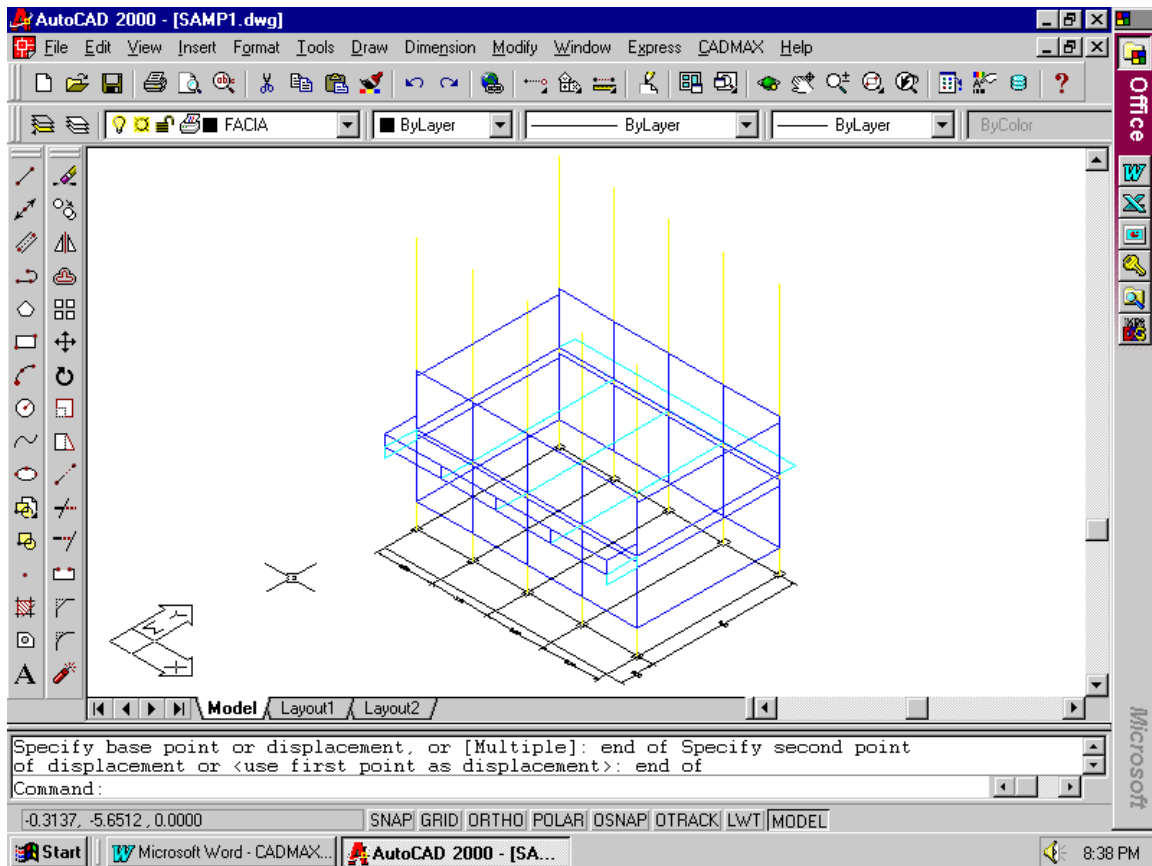 AutoCAD 2000 - [SAMP1.dwg]
File Edit View Insert Format Tools Draw Dimension Modify Window Express CADMAX Help
FACIA ByLayer ByLayer ByLayer ByColor
Office
A
Model Layout1 Layout2
Specify base point or displacement, or [Multiple]: end of Specify second point
of displacement or <use first point as displacement>: end of
Command:
-0.3137, -5.6512 , 0.0000 SNAP GRID ORTHO POLAR OSNAP OTRACK LWT MODEL
Microsoft
Start Microsoft Word - CADMAX... AutoCAD 2000 - [SA... 8:38 PM